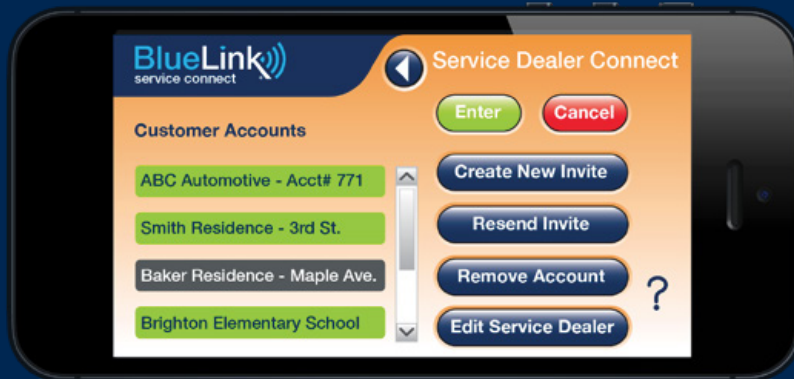 BlueLink
service connect
Service Dealer Connect
Enter
Cancel
Customer Accounts
ABC Automotive - Acct# 771
Smith Residence - 3rd St.
Baker Residence - Maple Ave.
Brighton Elementary School
Create New Invite
Resend Invite
Remove Account
Edit Service Dealer
?